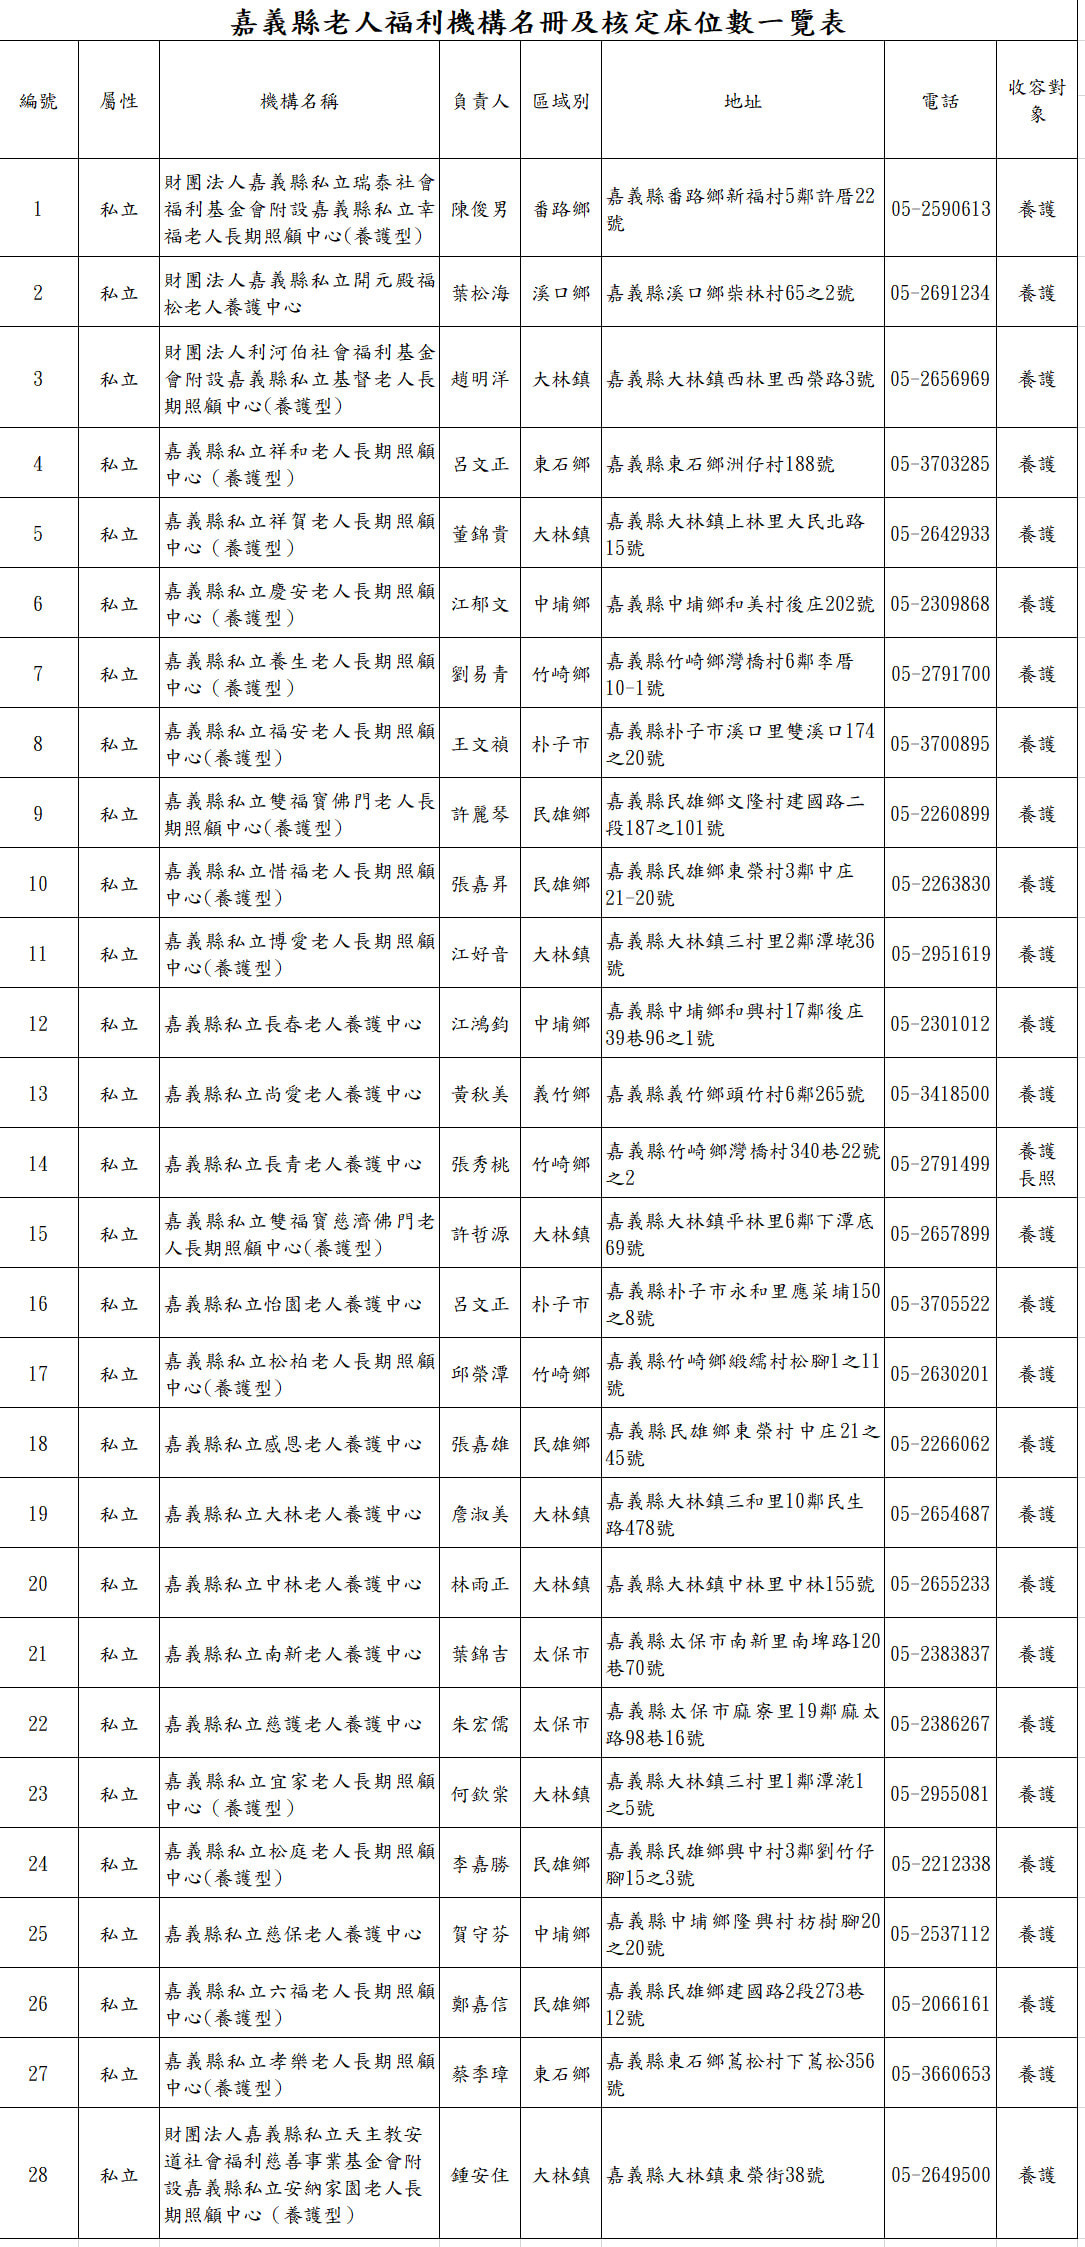 嘉義縣老人福利機構名冊及核定床位數一覽表
編號 屬性 機構名稱 負責人 區域別 地址 電話 收容對
象
1 私立 財團法人嘉義縣私立瑞泰社會
福利基金會附設嘉義縣私立幸
福老人長期照顧中心(養護型) 陳俊男 番路鄉 嘉義縣番路鄉新福村5鄰許厝22
號 05-2590613 養護
2 私立 財團法人嘉義縣私立開元殿福
松老人養護中心 葉松海 溪口鄉 嘉義縣溪口鄉柴林村65之2號 05-2691234 養護
3 私立 財團法人利河伯社會福利基金
會附設嘉義縣私立基督老人長
期照顧中心(養護型) 趙明洋 大林鎮 嘉義縣大林鎮西林里西榮路3號 05-2656969 養護
4 私立 嘉義縣私立祥和老人長期照顧
中心（養護型） 呂文正 東石鄉 嘉義縣東石鄉洲仔村188號 05-3703285 養護
5 私立 嘉義縣私立祥賀老人長期照顧
中心（養護型） 董錦貴 大林鎮 嘉義縣大林鎮上林里大民北路
15號 05-2642933 養護
6 私立 嘉義縣私立慶安老人長期照顧
中心（養護型） 江郁文 中埔鄉 嘉義縣中埔鄉和美村後庄202號 05-2309868 養護
7 私立 嘉義縣私立養生老人長期照顧
中心（養護型） 劉易青 竹崎鄉 嘉義縣竹崎鄉灣橋村6鄰李厝
10-1號 05-2791700 養護
8 私立 嘉義縣私立福安老人長期照顧
中心(養護型) 王文禎 朴子市 嘉義縣朴子市溪口里雙溪口174
之20號 05-3700895 養護
9 私立 嘉義縣私立雙福寶佛門老人長
期照顧中心(養護型) 許麗琴 民雄鄉 嘉義縣民雄鄉文隆村建國路二
段187之101號 05-2260899 養護
10 私立 嘉義縣私立惜福老人長期照顧
中心(養護型) 張嘉昇 民雄鄉 嘉義縣民雄鄉東榮村3鄰中庄
21-20號 05-2263830 養護
11 私立 嘉義縣私立博愛老人長期照顧
中心(養護型) 江好音 大林鎮 嘉義縣大林鎮三村里2鄰潭墘36
號 05-2951619 養護
12 私立 嘉義縣私立長春老人養護中心 江鴻鈞 中埔鄉 嘉義縣中埔鄉和興村17鄰後庄
39巷96之1號 05-2301012 養護
13 私立 嘉義縣私立尚愛老人養護中心 黃秋美 義竹鄉 嘉義縣義竹鄉頭竹村6鄰265號 05-3418500 養護
14 私立 嘉義縣私立長青老人養護中心 張秀桃 竹崎鄉 嘉義縣竹崎鄉灣橋村340巷22號
之2 05-2791499 養護
長照
15 私立 嘉義縣私立雙福寶慈濟佛門老
人長期照顧中心(養護型) 許哲源 大林鎮 嘉義縣大林鎮平林里6鄰下潭底
69號 05-2657899 養護
16 私立 嘉義縣私立怡園老人養護中心 呂文正 朴子市 嘉義縣朴子市永和里應菜埔150
之8號 05-3705522 養護
17 私立 嘉義縣私立松柏老人長期照顧
中心(養護型) 邱榮潭 竹崎鄉 嘉義縣竹崎鄉緞繻村松腳1之11
號 05-2630201 養護
18 私立 嘉義縣私立感恩老人養護中心 張嘉雄 民雄鄉 嘉義縣民雄鄉東榮村中庄21之
45號 05-2266062 養護
19 私立 嘉義縣私立大林老人養護中心 詹淑美 大林鎮 嘉義縣大林鎮三和里10鄰民生
路478號 05-2654687 養護
20 私立 嘉義縣私立中林老人養護中心 林雨正 大林鎮 嘉義縣大林鎮中林里中林155號 05-2655233 養護
21 私立 嘉義縣私立南新老人養護中心 葉錦吉 太保市 嘉義縣太保市南新里南埤路120
巷70號 05-2383837 養護
22 私立 嘉義縣私立慈護老人養護中心 朱宏儒 太保市 嘉義縣太保市麻寮里19鄰麻太
路98巷16號 05-2386267 養護
23 私立 嘉義縣私立宜家老人長期照顧
中心（養護型） 何欽棠 大林鎮 嘉義縣大林鎮三村里1鄰潭漧1
之5號 05-2955081 養護
24 私立 嘉義縣私立松庭老人長期照顧
中心(養護型) 李嘉勝 民雄鄉 嘉義縣民雄鄉興中村3鄰劉竹仔
腳15之3號 05-2212338 養護
25 私立 嘉義縣私立慈保老人養護中心 賀守芬 中埔鄉 嘉義縣中埔鄉隆興村枋樹腳20
之20號 05-2537112 養護
26 私立 嘉義縣私立六福老人長期照顧
中心(養護型) 鄭嘉信 民雄鄉 嘉義縣民雄鄉建國路2段273巷
12號 05-2066161 養護
27 私立 嘉義縣私立孝樂老人長期照顧
中心(養護型) 蔡季璋 東石鄉 嘉義縣東石鄉蔦松村下蔦松356
號 05-3660653 養護
28 私立 財團法人嘉義縣私立天主教安
道社會福利慈善事業基金會附
設嘉義縣私立安納家園老人長
期照顧中心（養護型） 鍾安住 大林鎮 嘉義縣大林鎮東榮街38號 05-2649500 養護